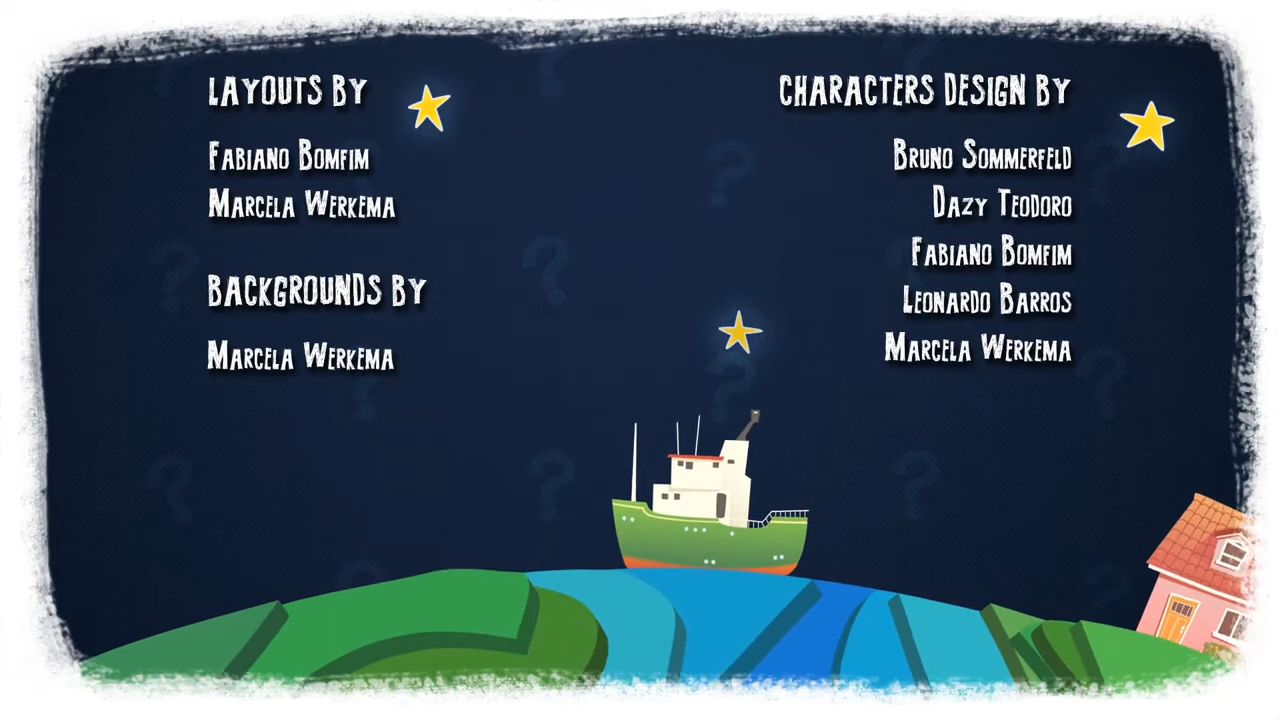 LAYOUTS BY
FABIANO BOMFIM
MARCELA WERKEMA
BACKGROUNDS BY
MARCELA WERKEMA
CHARACTERS DESIGN BY
BRUNO SOMMERFELD
DAZY TEODORO
FABIANO BOMFIM
LEONARDO BARROS
MARCELA WERKEMA